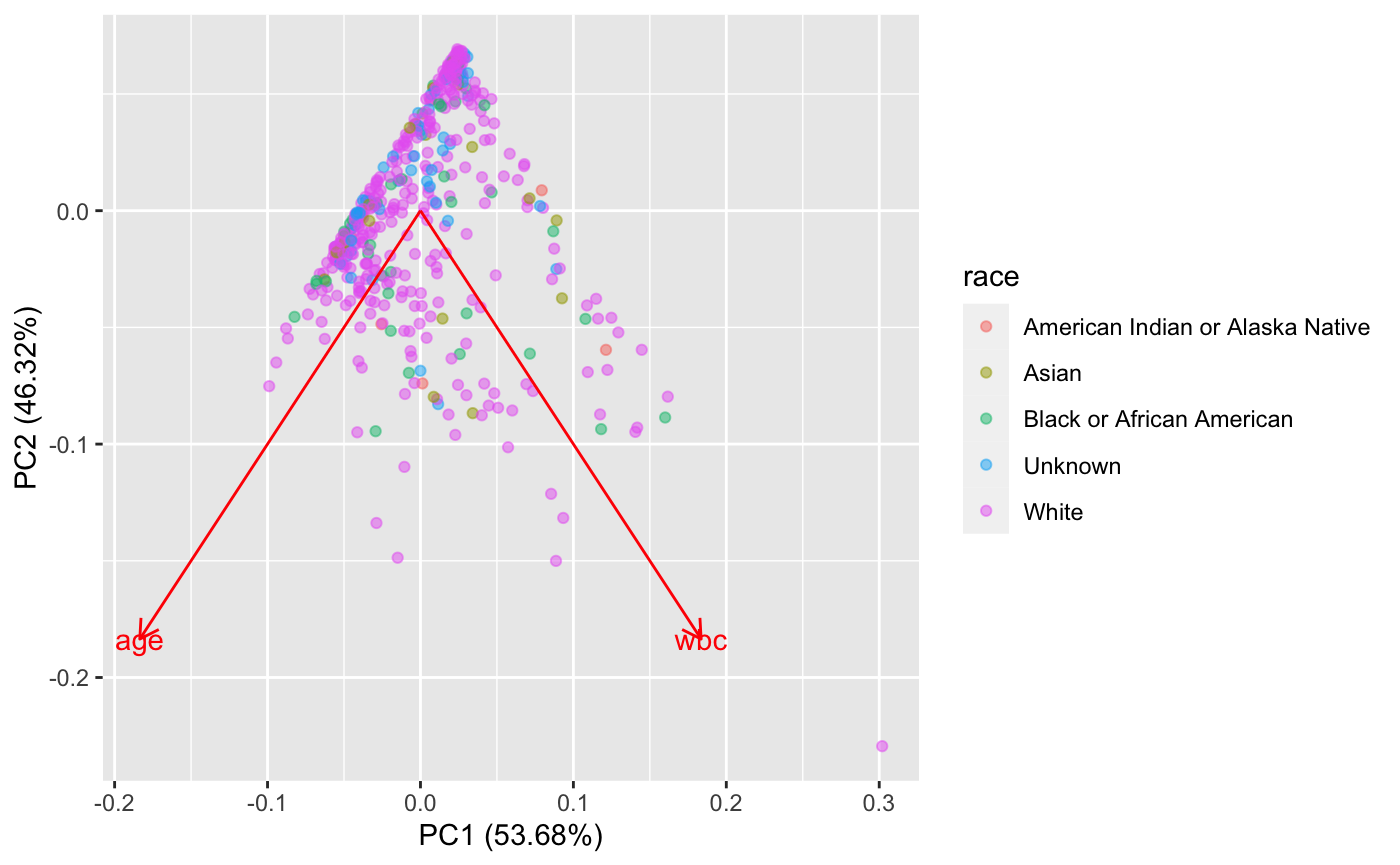 0.0
-0.1
-0.2
PC2 (46.32%)
age
wbc
-0.2
-0.1
0.0
0.1
0.2
0.3
PC1 (53.68%)
race
American Indian or Alaska Native
Asian
Black or African American
Unknown
White